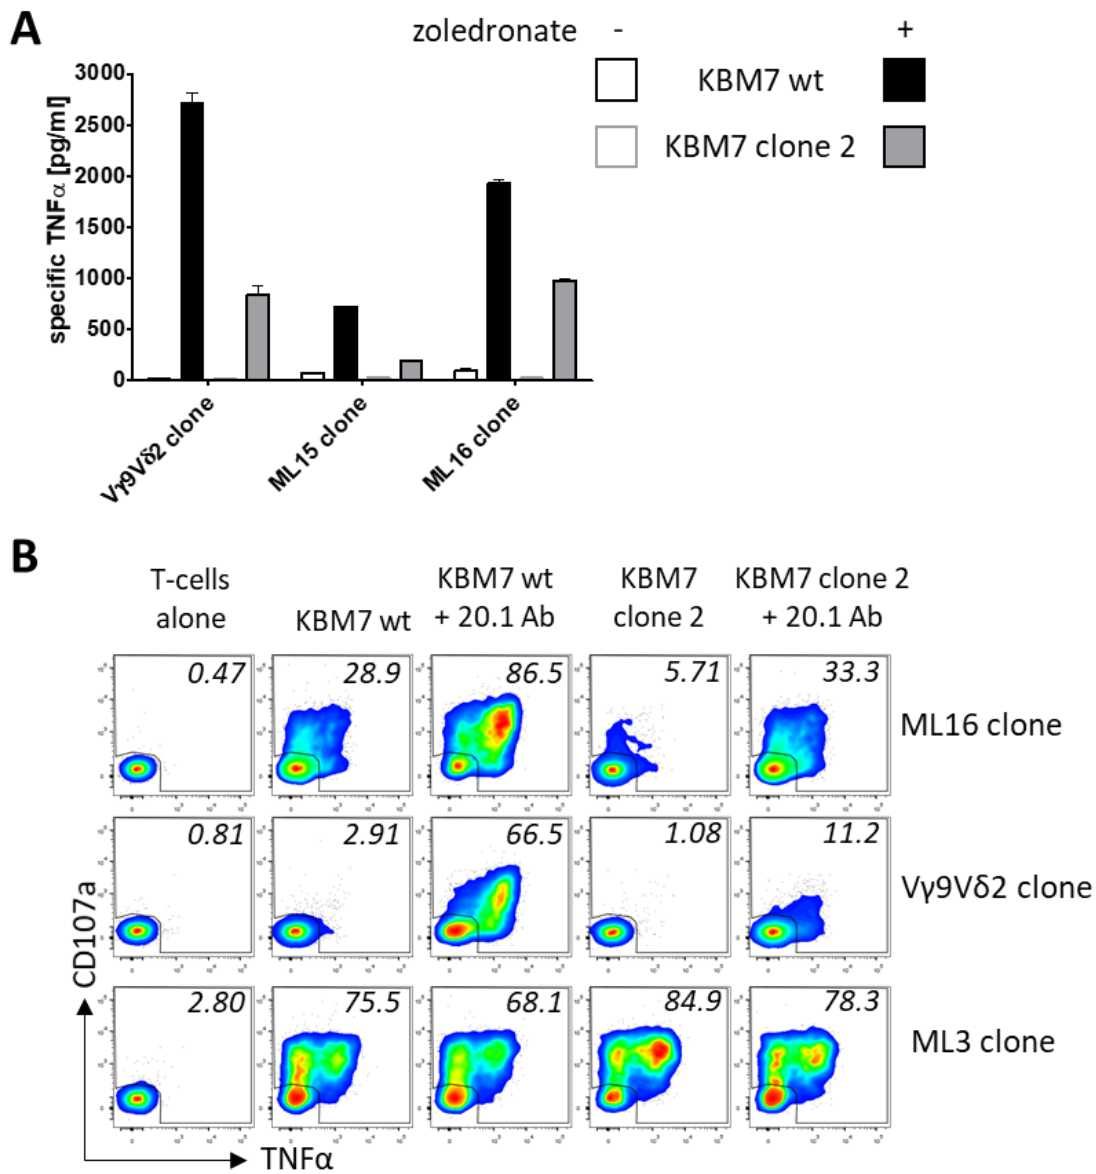 A
zoledronate - +
KBM7 wt
KBM7 clone 2
specific TNFα [pg/ml]
3000
2500
2000
1500
1000
500
0
Vγ9Vδ2 clone
ML15 clone
ML16 clone
B
T-cells alone
KBM7 wt
KBM7 wt + 20.1 Ab
KBM7 clone 2
KBM7 clone 2 + 20.1 Ab
0.47 28.9 86.5 5.71 33.3
ML16 clone
0.81 2.91 66.5 1.08 11.2
Vγ9Vδ2 clone
2.80 75.5 68.1 84.9 78.3
ML3 clone
CD107a
TNFα